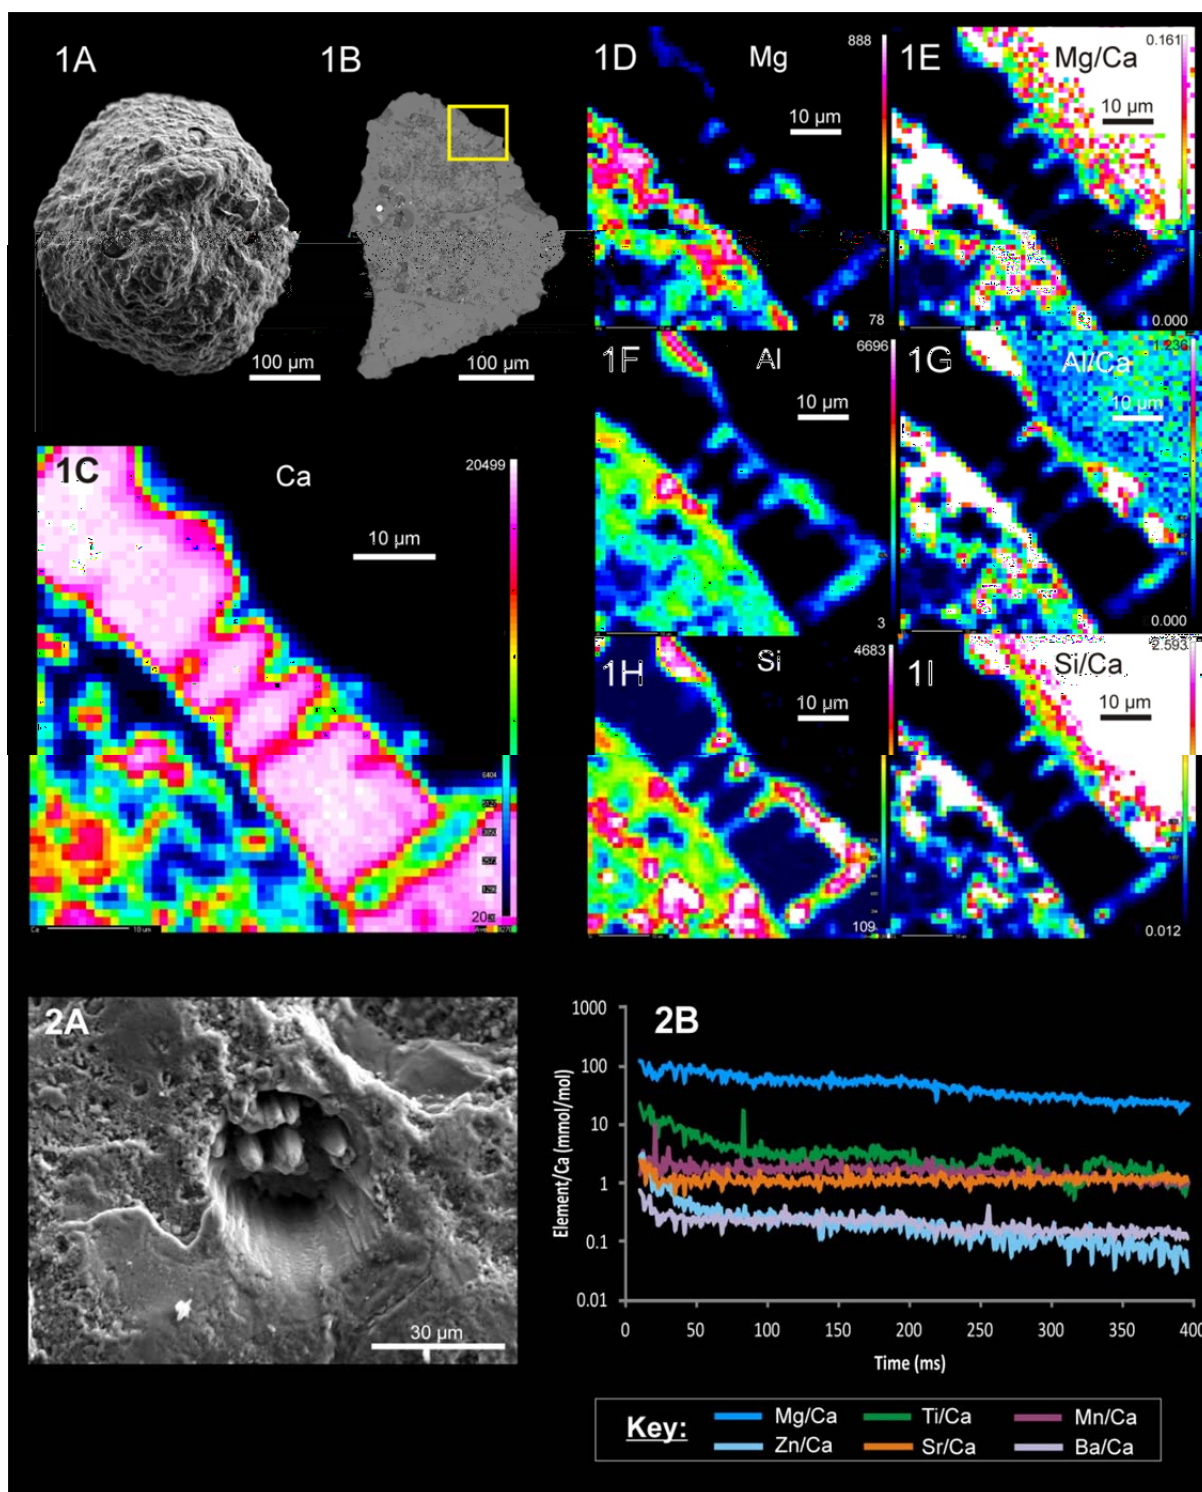 1A
1B
100 µm
100 µm
1C
Ca
20499
10 µm
6404
20
Ca
10 um
1D
Mg
888
10 µm
78
1E
Mg/Ca
0.161
10 µm
0.000
1F
Al
6696
10 µm
3
1G
Al/Ca
1.236
10 µm
0.000
1H
Si
4683
10 µm
109
1I
Si/Ca
2.593
10 µm
0.012
2A
30 µm
2B
Element/Ca (mmol/mol)
1000
100
10
1
0.1
0.01
0 50 100 150 200 250 300 350 400
Time (ms)
Key:
Mg/Ca Ti/Ca Mn/Ca
Zn/Ca Sr/Ca Ba/Ca